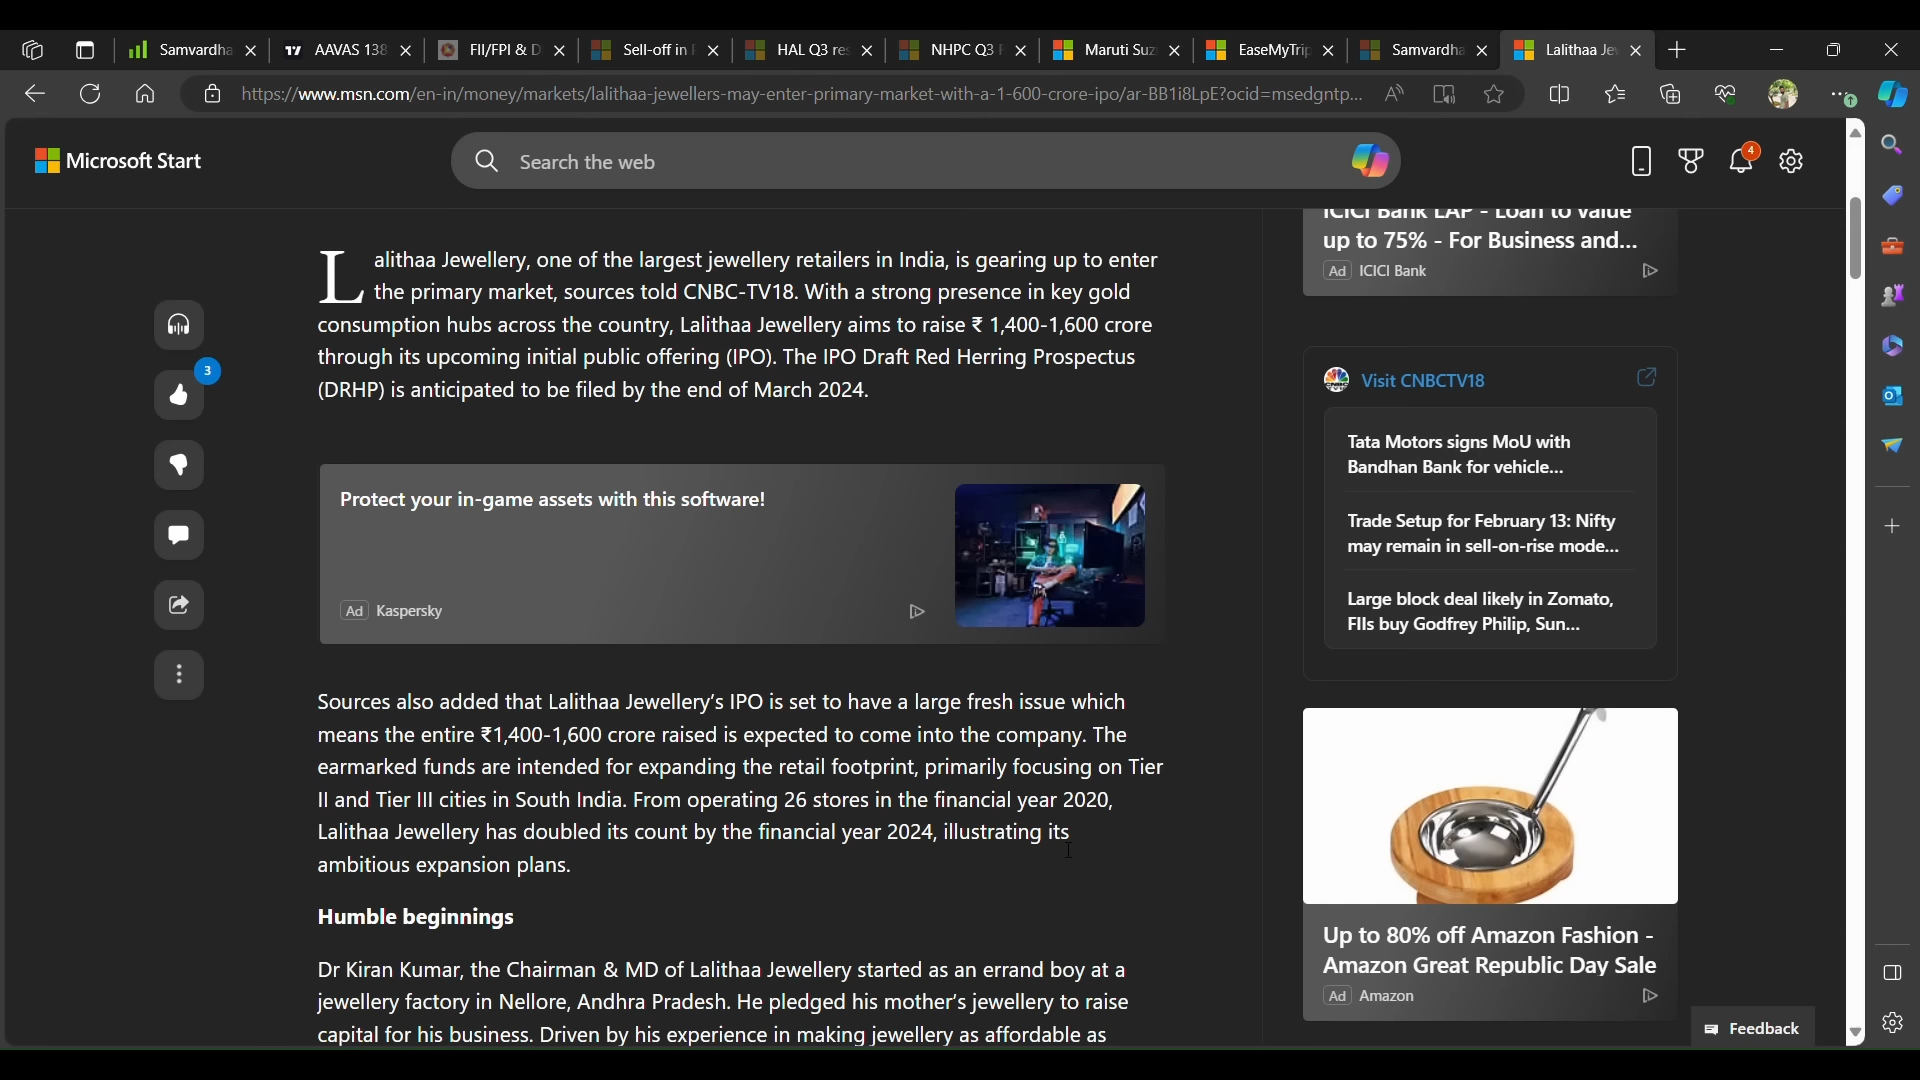 Samvardha
AAVAS 138
FII/FPI & D
Sell-off in
HAL Q3 re
NHPC Q3
Maruti Suz
EaseMyTrip
Samvardha
Lalithaa Je
https://www.msn.com/en-in/money/markets/lalithaa-jewellers-may-enter-primary-market-with-a-1-600-crore-ipo/ar-BB1i8LpE?ocid=msedgntp...
Microsoft Start
Search the web
4
Lalithaa Jewellery, one of the largest jewellery retailers in India, is gearing up to enter
the primary market, sources told CNBC-TV18. With a strong presence in key gold
consumption hubs across the country, Lalithaa Jewellery aims to raise ₹ 1,400-1,600 crore
through its upcoming initial public offering (IPO). The IPO Draft Red Herring Prospectus
(DRHP) is anticipated to be filed by the end of March 2024.
3
Protect your in-game assets with this software!
Ad Kaspersky
Sources also added that Lalithaa Jewellery’s IPO is set to have a large fresh issue which
means the entire ₹1,400-1,600 crore raised is expected to come into the company. The
earmarked funds are intended for expanding the retail footprint, primarily focusing on Tier
II and Tier III cities in South India. From operating 26 stores in the financial year 2020,
Lalithaa Jewellery has doubled its count by the financial year 2024, illustrating its
ambitious expansion plans.
Humble beginnings
Dr Kiran Kumar, the Chairman & MD of Lalithaa Jewellery started as an errand boy at a
jewellery factory in Nellore, Andhra Pradesh. He pledged his mother’s jewellery to raise
capital for his business. Driven by his experience in making jewellery as affordable as
ICICI Bank LAP - Loan to value
up to 75% - For Business and...
Ad ICICI Bank
Visit CNBCTV18
Tata Motors signs MoU with
Bandhan Bank for vehicle...
Trade Setup for February 13: Nifty
may remain in sell-on-rise mode...
Large block deal likely in Zomato,
FIIs buy Godfrey Philip, Sun...
Up to 80% off Amazon Fashion -
Amazon Great Republic Day Sale
Ad Amazon
Feedback